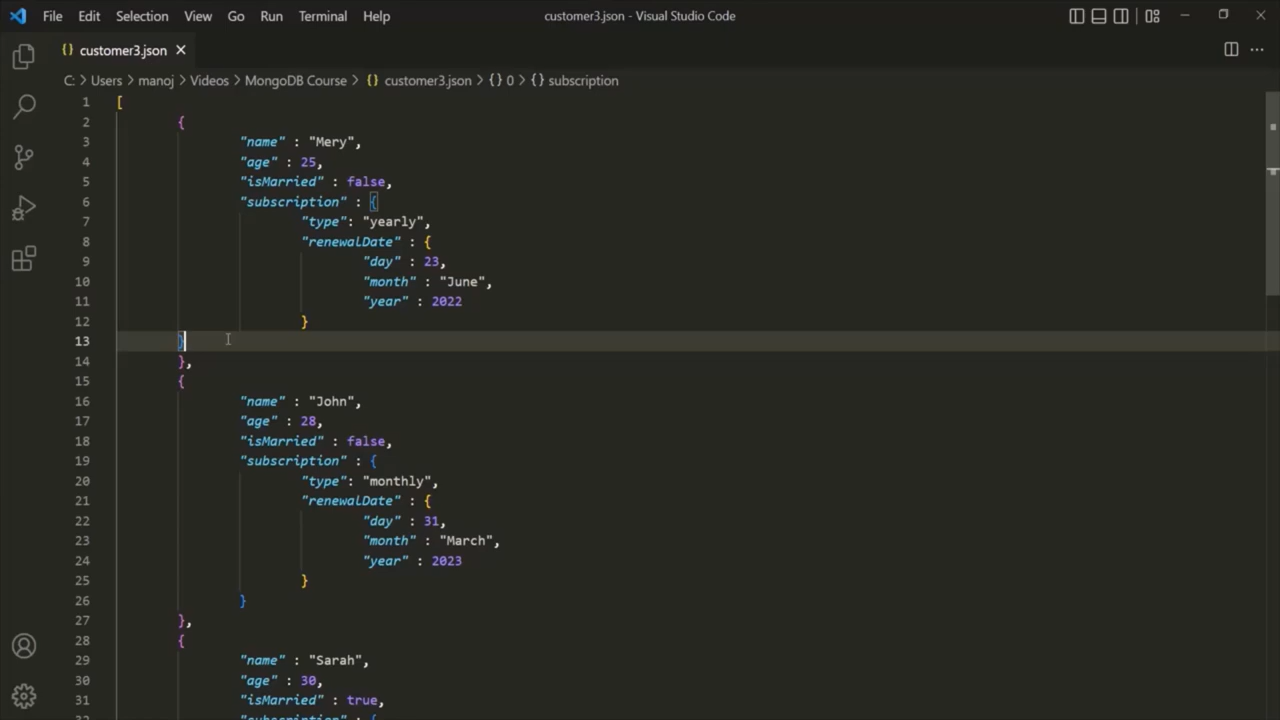 File Edit Selection View Go Run Terminal Help customer3.json - Visual Studio Code
{} customer3.json
C: > Users > manoj > Videos > MongoDB Course > {} customer3.json > {} 0 > {} subscription
1 [
2 {
3 "name" : "Mery",
4 "age" : 25,
5 "isMarried" : false,
6 "subscription" : {
7 "type": "yearly",
8 "renewalDate" : {
9 "day" : 23,
10 "month" : "June",
11 "year" : 2022
12 }
13 }
14 },
15 {
16 "name" : "John",
17 "age" : 28,
18 "isMarried" : false,
19 "subscription" : {
20 "type": "monthly",
21 "renewalDate" : {
22 "day" : 31,
23 "month" : "March",
24 "year" : 2023
25 }
26 }
27 },
28 {
29 "name" : "Sarah",
30 "age" : 30,
31 "isMarried" : true,
32 "subscription" : {